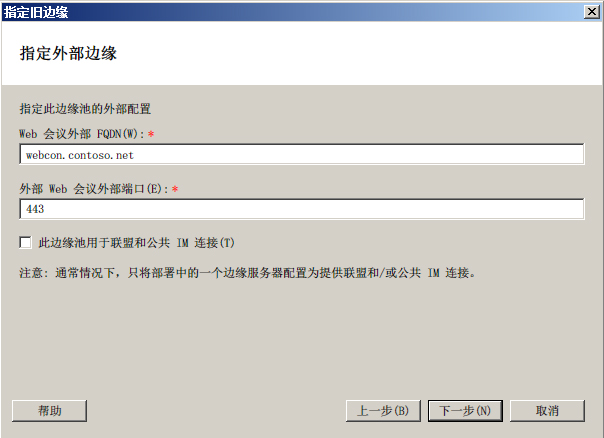 指定旧边缘
指定外部边缘
指定此边缘池的外部配置
Web 会议外部 FQDN(W): *
webcon.contoso.net
外部 Web 会议外部端口(E): *
443
此边缘池用于联盟和公共 IM 连接(T)
注意: 通常情况下，只将部署中的一个边缘服务器配置为提供联盟和/或公共 IM 连接。
帮助 上一步(B) 下一步(N) 取消